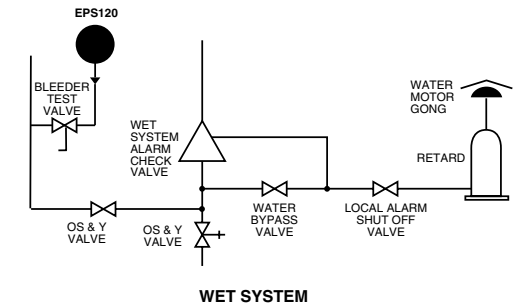 EPS120
BLEEDER
TEST
VALVE
WET
SYSTEM
ALARM
CHECK
VALVE
WATER
MOTOR
GONG
RETARD
OS & Y
VALVE
OS & Y
VALVE
WATER
BYPASS
VALVE
LOCAL ALARM
SHUT OFF
VALVE
WET SYSTEM